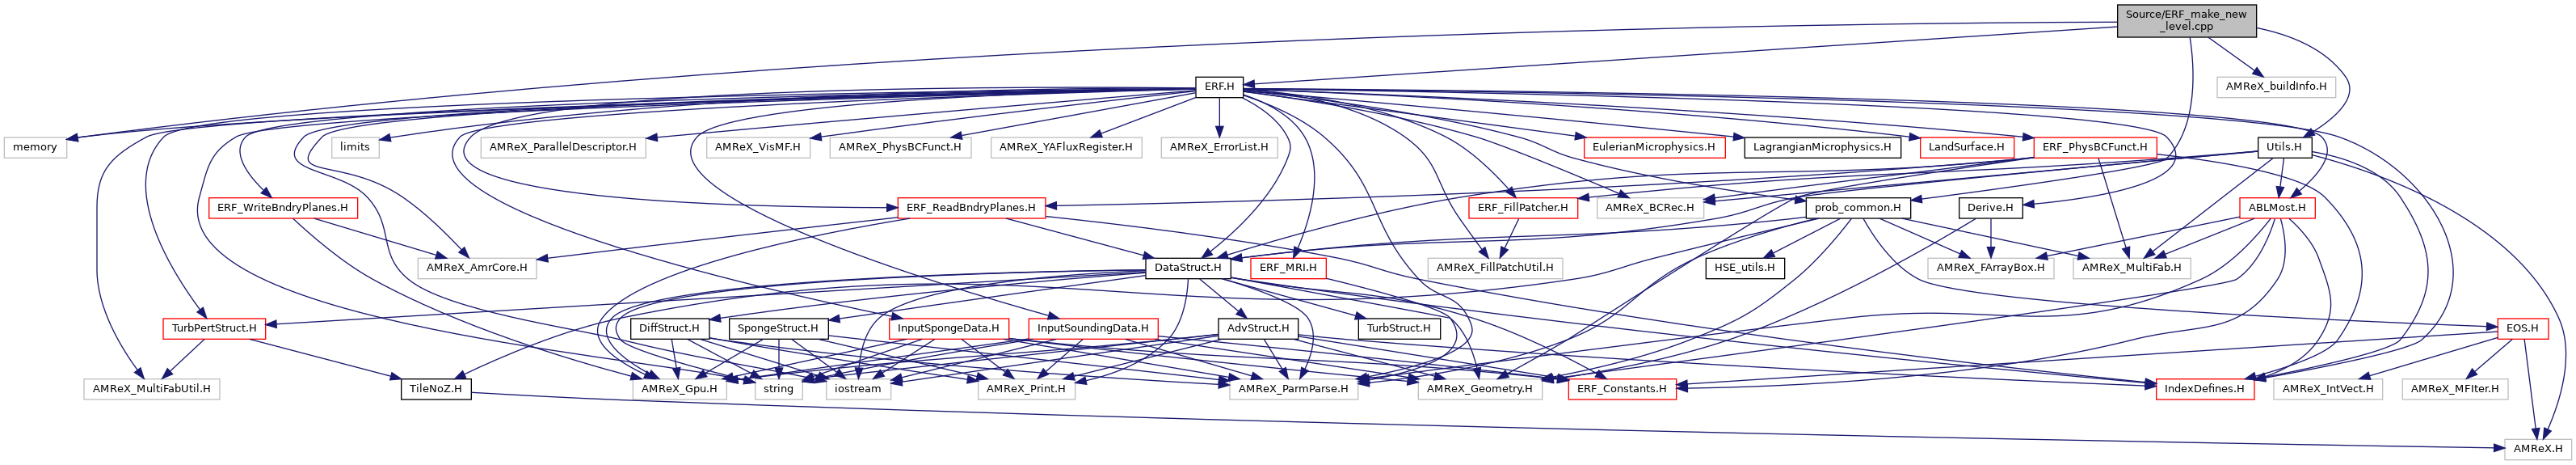 Source/ERF_make_new
_level.cpp
ERF.H
AMReX_buildInfo.H
memory
limits
AMReX_ParallelDescriptor.H
AMReX_VisMF.H
AMReX_PhysBCFunct.H
AMReX_YAFluxRegister.H
AMReX_ErrorList.H
EulerianMicrophysics.H
LagrangianMicrophysics.H
LandSurface.H
ERF_PhysBCFunct.H
Utils.H
ERF_WriteBndryPlanes.H
ERF_ReadBndryPlanes.H
ERF_FillPatcher.H
AMReX_BCRec.H
prob_common.H
Derive.H
ABLMost.H
AMReX_AmrCore.H
DataStruct.H
ERF_MRI.H
AMReX_FillPatchUtil.H
HSE_utils.H
AMReX_FArrayBox.H
AMReX_MultiFab.H
TurbPertStruct.H
DiffStruct.H
SpongeStruct.H
InputSpongeData.H
InputSoundingData.H
AdvStruct.H
TurbStruct.H
EOS.H
AMReX_MultiFabUtil.H
TileNoZ.H
AMReX_Gpu.H
string
iostream
AMReX_Print.H
AMReX_ParmParse.H
AMReX_Geometry.H
ERF_Constants.H
IndexDefines.H
AMReX_IntVect.H
AMReX_MFIter.H
AMReX.H